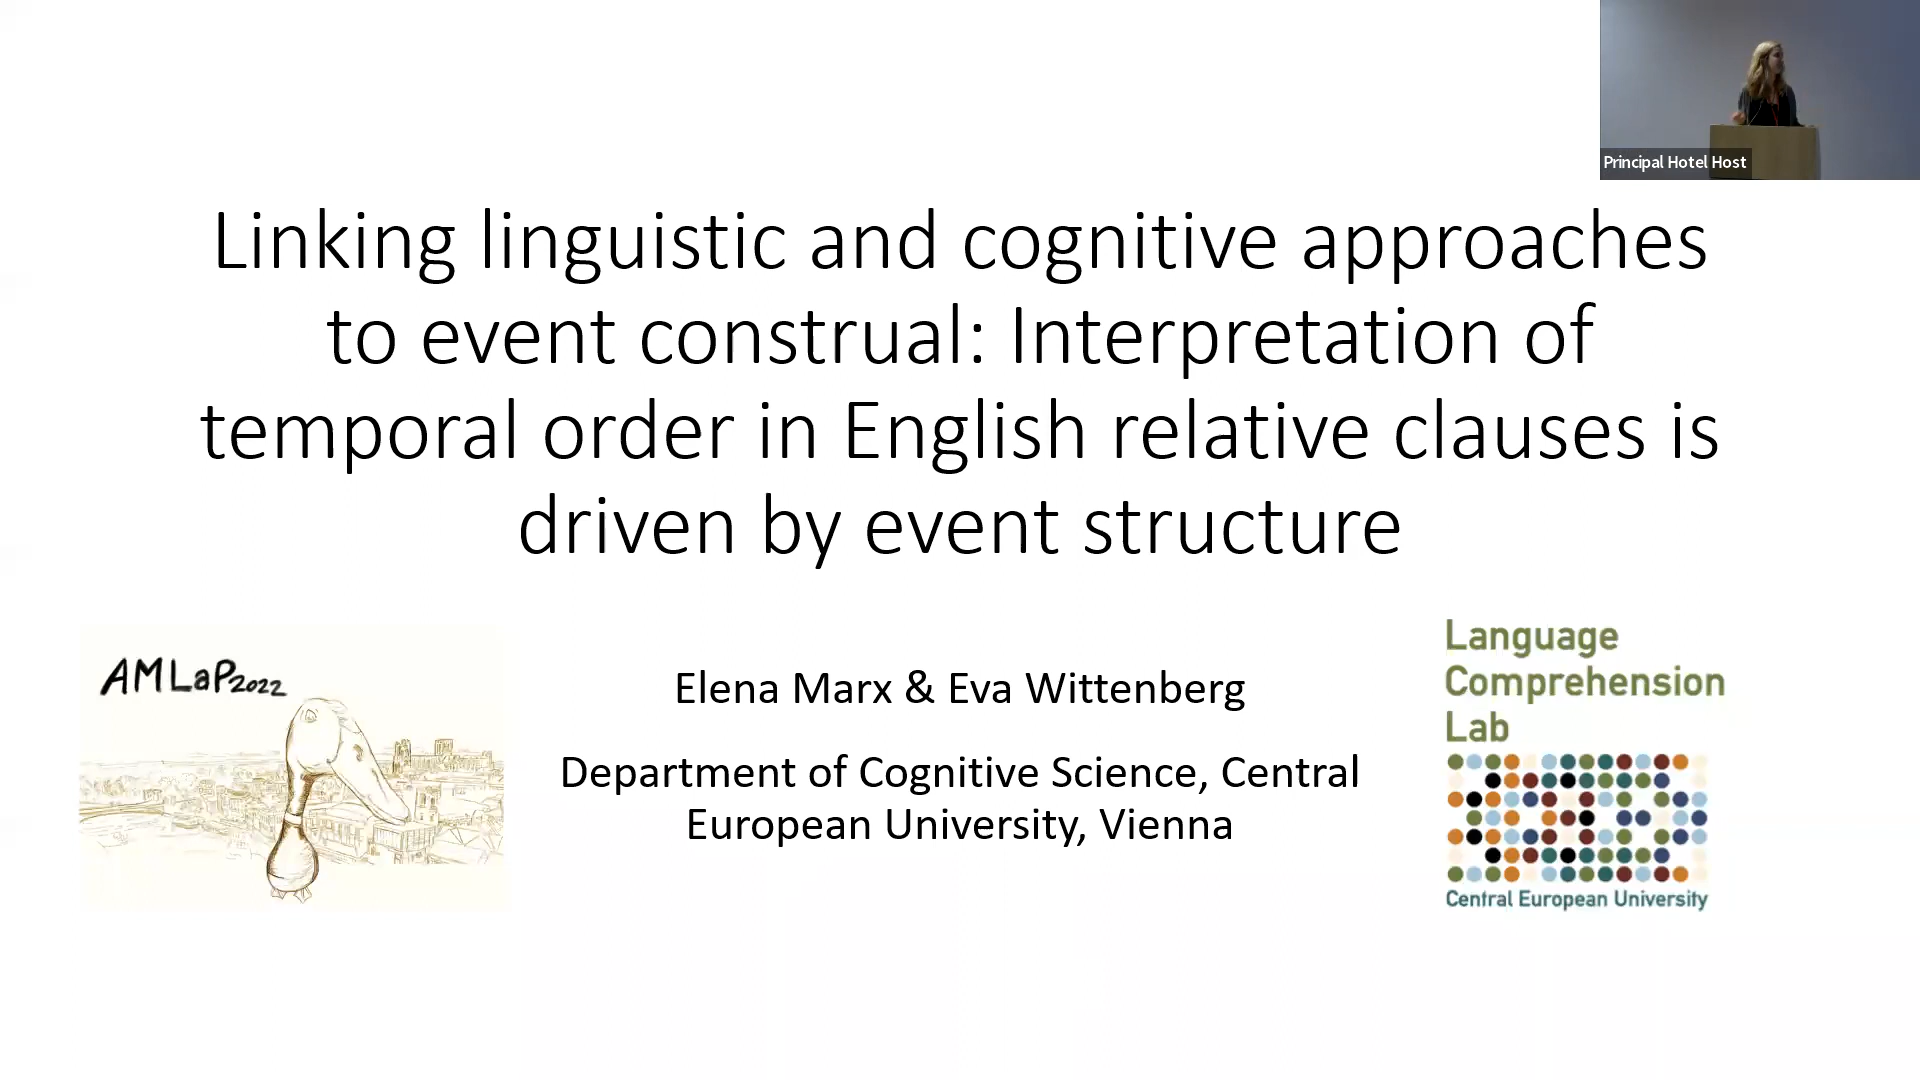 Principal Hotel Host
Linking linguistic and cognitive approaches
to event construal: Interpretation of
temporal order in English relative clauses is
driven by event structure
AMLaP2022
Elena Marx & Eva Wittenberg
Department of Cognitive Science, Central
European University, Vienna
Language
Comprehension
Lab
Central European University